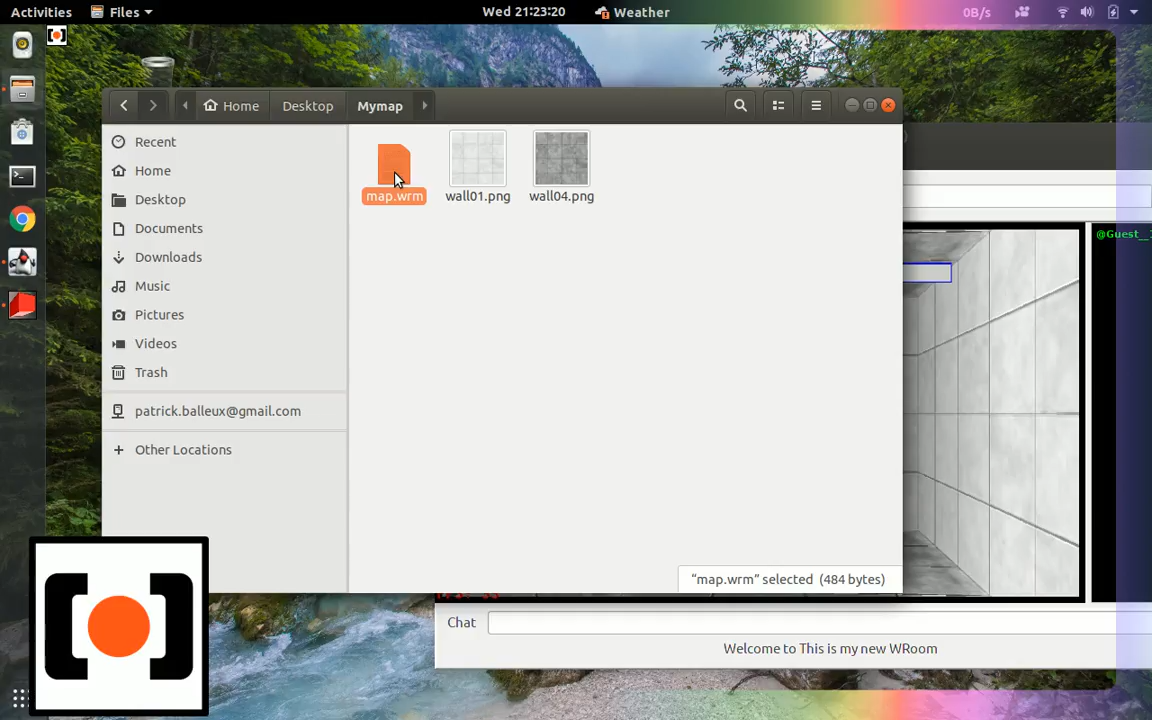 Activities
Files
Wed 21:23:20
Weather
0B/s
Home
Desktop
Mymap
Recent
Home
Desktop
Documents
Downloads
Music
Pictures
Videos
Trash
patrick.balleux@gmail.com
Other Locations
map.wrm
wall01.png
wall04.png
"map.wrm" selected (484 bytes)
Chat
Welcome to This is my new WRoom